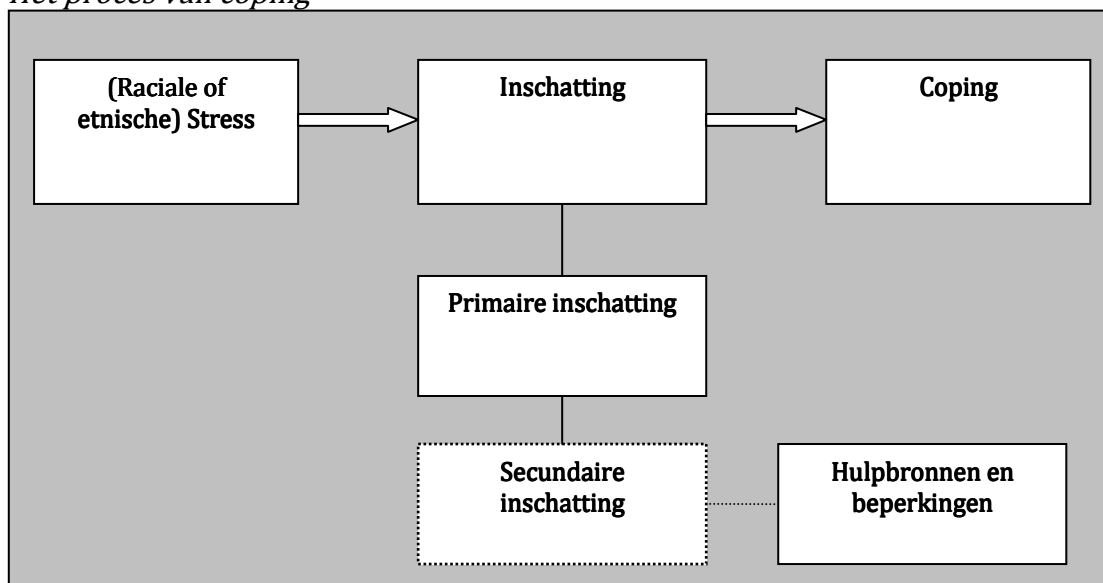 Het proces van coping
(Raciale of
etnische) Stress
Inschatting
Coping
Primaire inschatting
Secundaire
inschatting
Hulpbronnen en
beperkingen